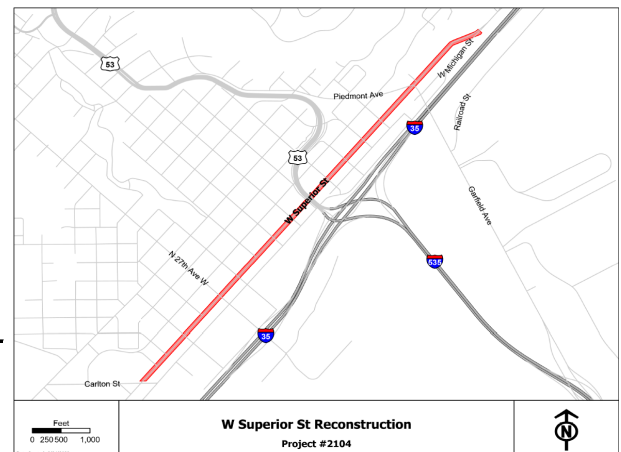 53
Piedmont Ave
W Michigan St
Railroad St
35
53
W Superior St
Garfield Ave
N 27th Ave W
535
35
Carlton St
Feet
0 250 500 1,000
W Superior St Reconstruction
Project #2104
N